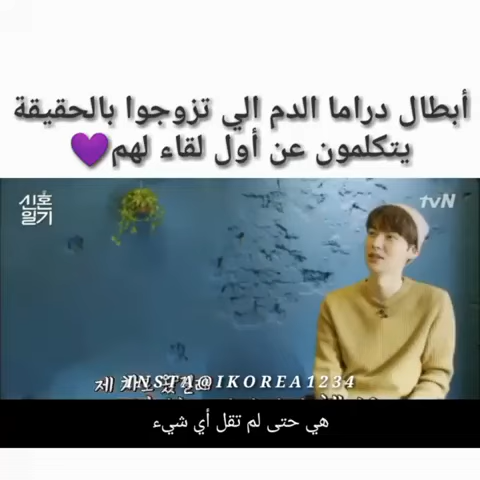 أبطال دراما الدم الي تزوجوا بالحقيقة
يتكلمون عن أول لقاء لهم💜
신혼
일기
tvN
제
INSTA@IKOREA1234
هي حتى لم تقل أي شيء